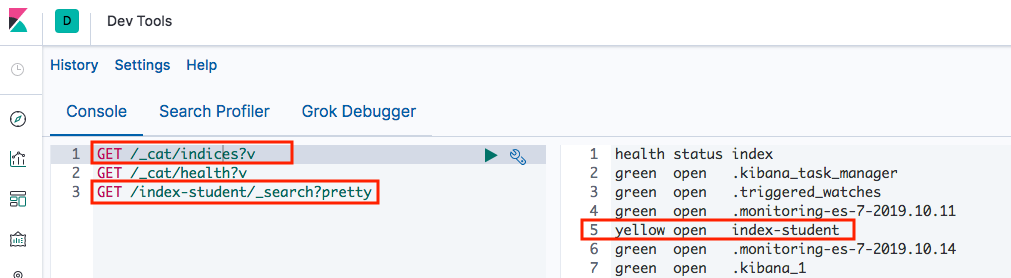 D Dev Tools
History Settings Help
Console Search Profiler Grok Debugger
1 GET /_cat/indices?v
2 GET /_cat/health?v
3 GET /index-student/_search?pretty
1 health status index
2 green open .kibana_task_manager
3 green open .triggered_watches
4 green open .monitoring-es-7-2019.10.11
5 yellow open index-student
6 green open .monitoring-es-7-2019.10.14
7 green open .kibana_1